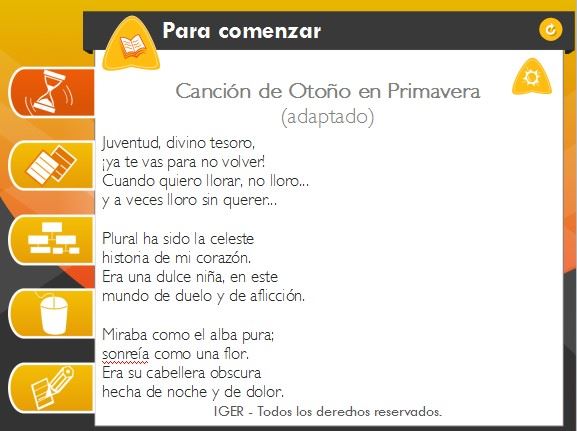 Para comenzar
Canción de Otoño en Primavera
(adaptado)
Juventud, divino tesoro,
¡ya te vas para no volver!
Cuando quiero llorar, no lloro...
y a veces lloro sin querer...
Plural ha sido la celeste
historia de mi corazón.
Era una dulce niña, en este
mundo de duelo y de aflicción.
Miraba como el alba pura;
sonreía como una flor.
Era su cabellera obscura
hecha de noche y de dolor.
IGER - Todos los derechos reservados.